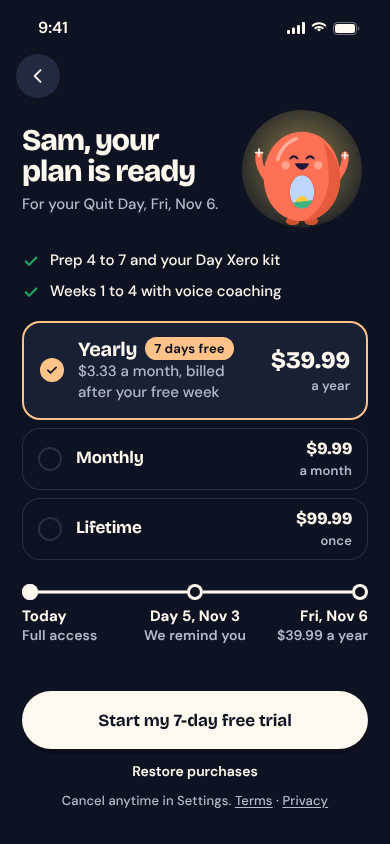 9:41
Sam, your
plan is ready
For your Quit Day, Fri, Nov 6.
Prep 4 to 7 and your Day Xero kit
Weeks 1 to 4 with voice coaching
Yearly 7 days free
$3.33 a month, billed
after your free week
$39.99
a year
Monthly
$9.99
a month
Lifetime
$99.99
once
Today
Full access
Day 5, Nov 3
We remind you
Fri, Nov 6
$39.99 a year
Start my 7-day free trial
Restore purchases
Cancel anytime in Settings. Terms · Privacy